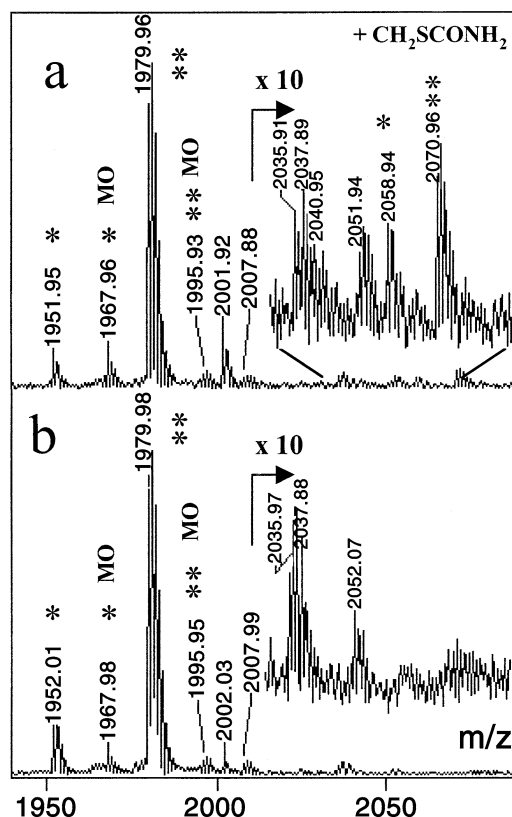 + CH₂SCONH₂
a
1979.96
**
x 10
1951.95 *
1967.96 * MO
1995.93 ** MO
2001.92
2007.88
2035.91
2037.89
2040.95
2051.94
2058.94 *
2070.96 **
b
1979.98
**
x 10
1952.01 *
1967.98 * MO
1995.95 ** MO
2002.03
2007.99
2035.97
2037.88
2052.07
m/z
1950 2000 2050